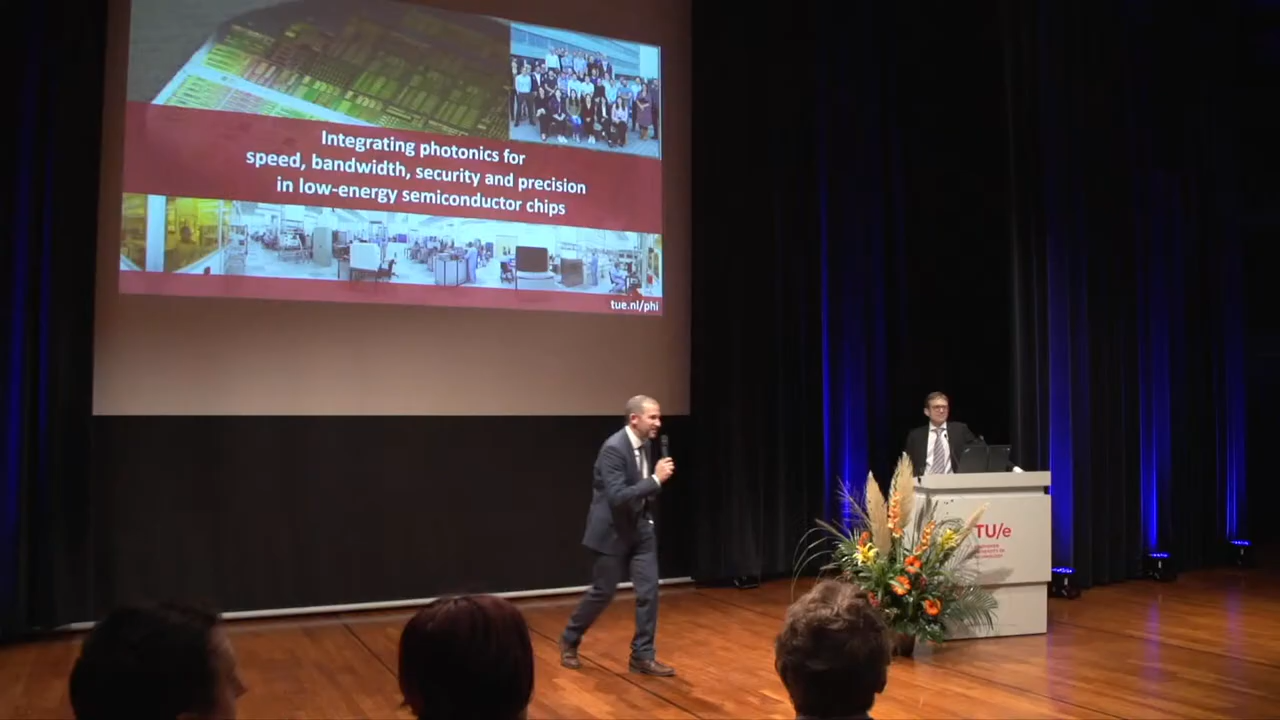 Integrating photonics for
speed, bandwidth, security and precision
in low-energy semiconductor chips
tue.nl/phi
TU/e